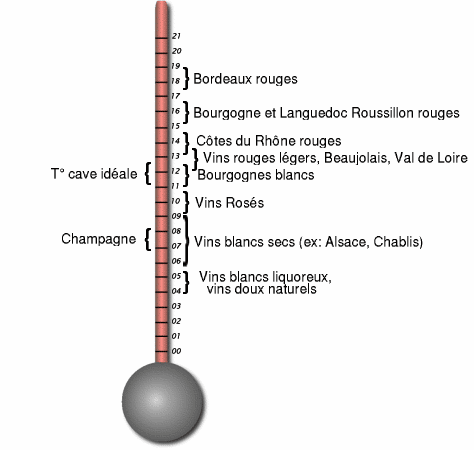 21
20
19
18
Bordeaux rouges
17
16
Bourgogne et Languedoc Roussillon rouges
15
14
Côtes du Rhône rouges
13
Vins rouges légers, Beaujolais, Val de Loire
T° cave idéale
12
Bourgognes blancs
11
10
Vins Rosés
09
08
Champagne
07
Vins blancs secs (ex: Alsace, Chablis)
06
05
Vins blancs liquoreux,
04
vins doux naturels
03
02
01
00